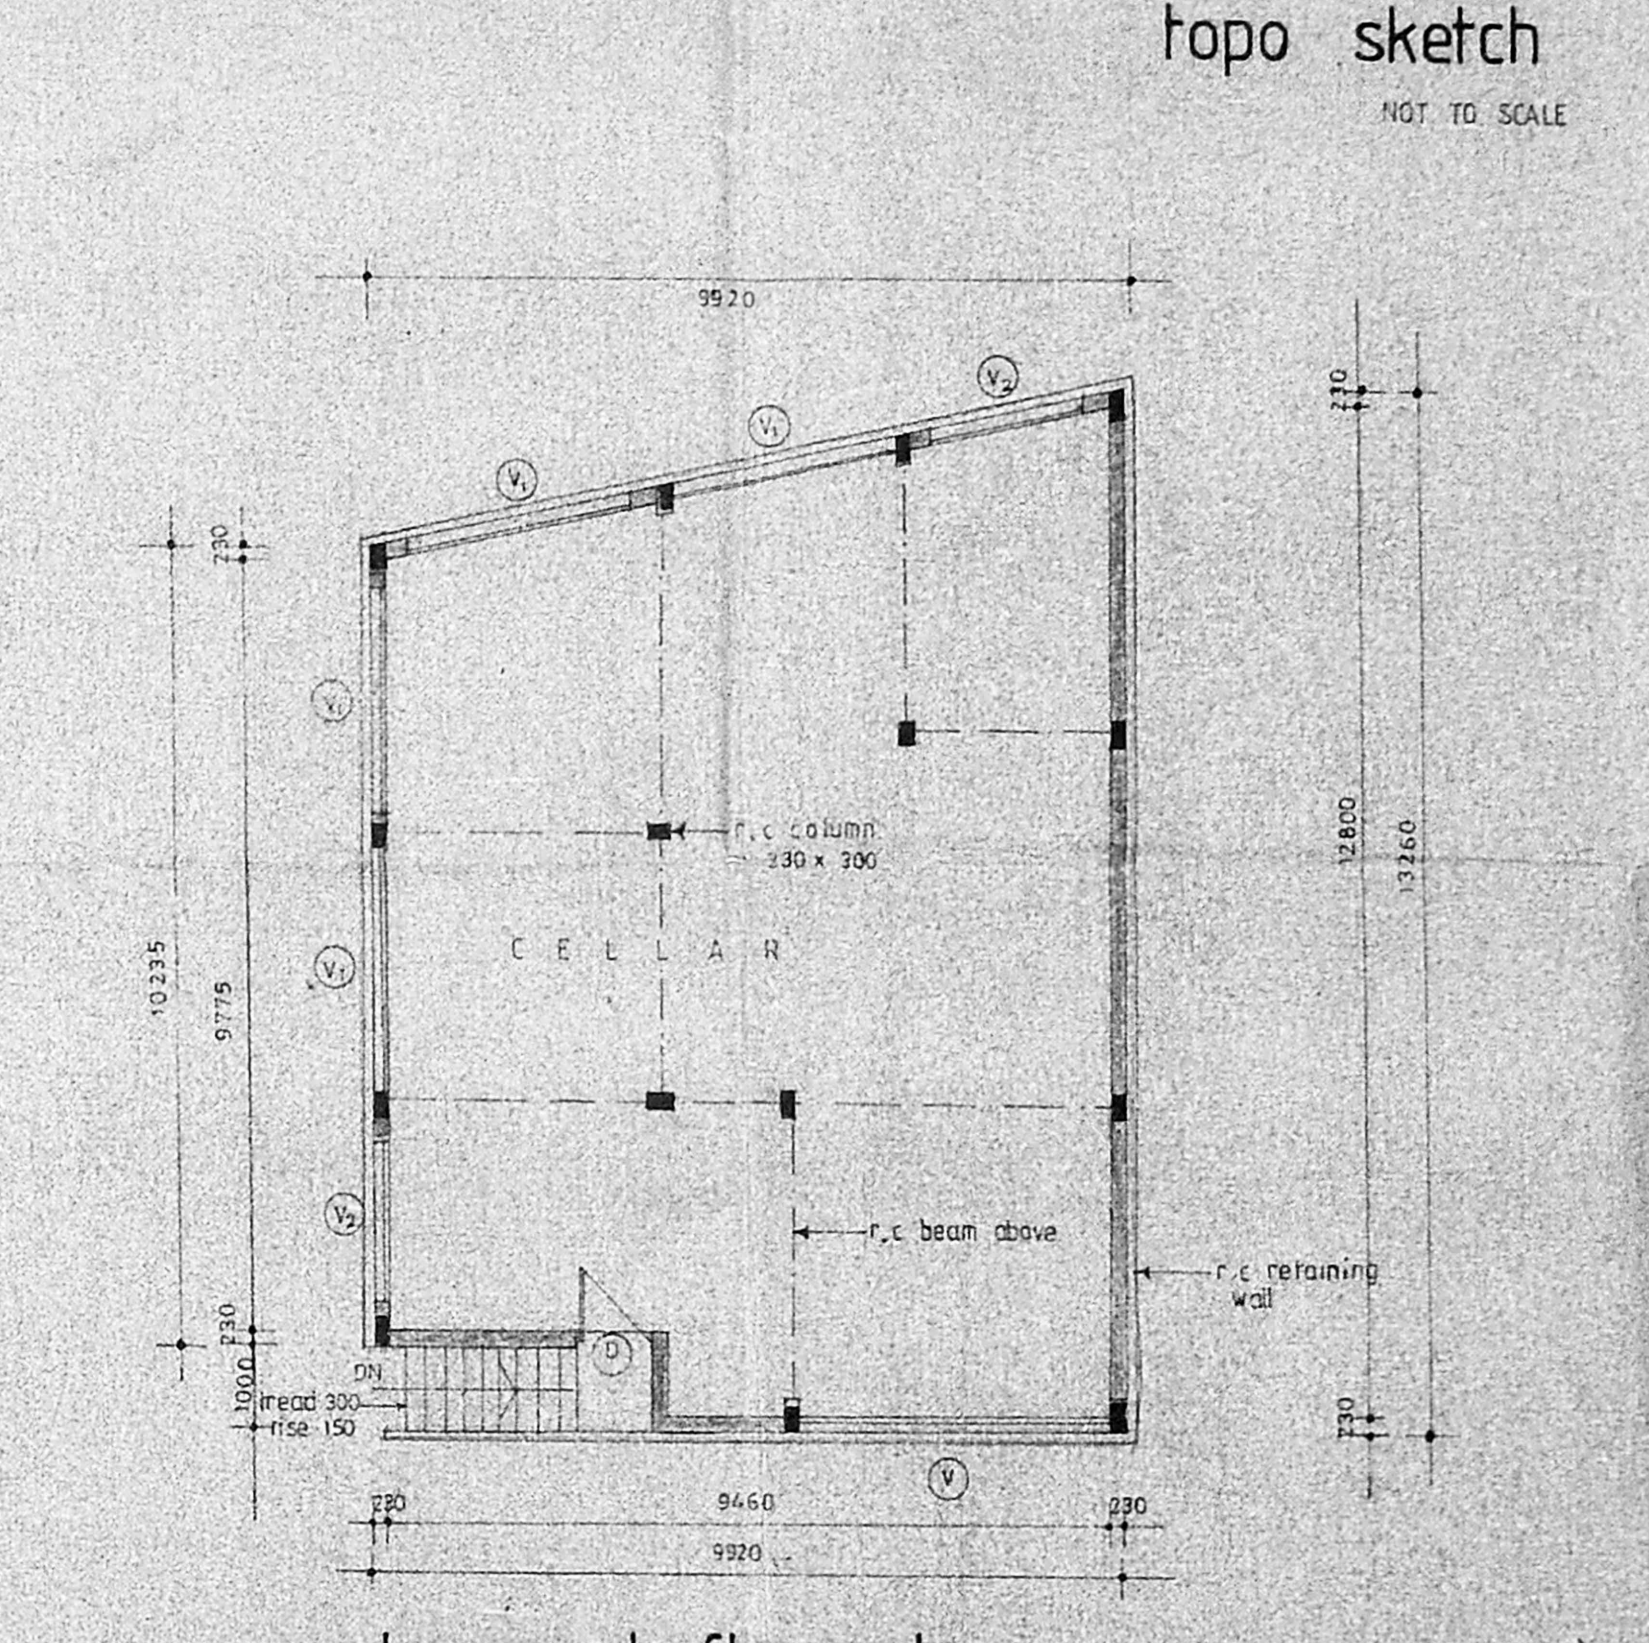 topo sketch
NOT TO SCALE
9920
V2
V1
V1
230
230
V1
r.c column
230 x 300
12800
13260
CELLAR
10235
9775
V1
V2
r.c beam above
r.c retaining
wall
230
D
DN
1000
tread 300
rise 150
230
V
230
9460
230
9920